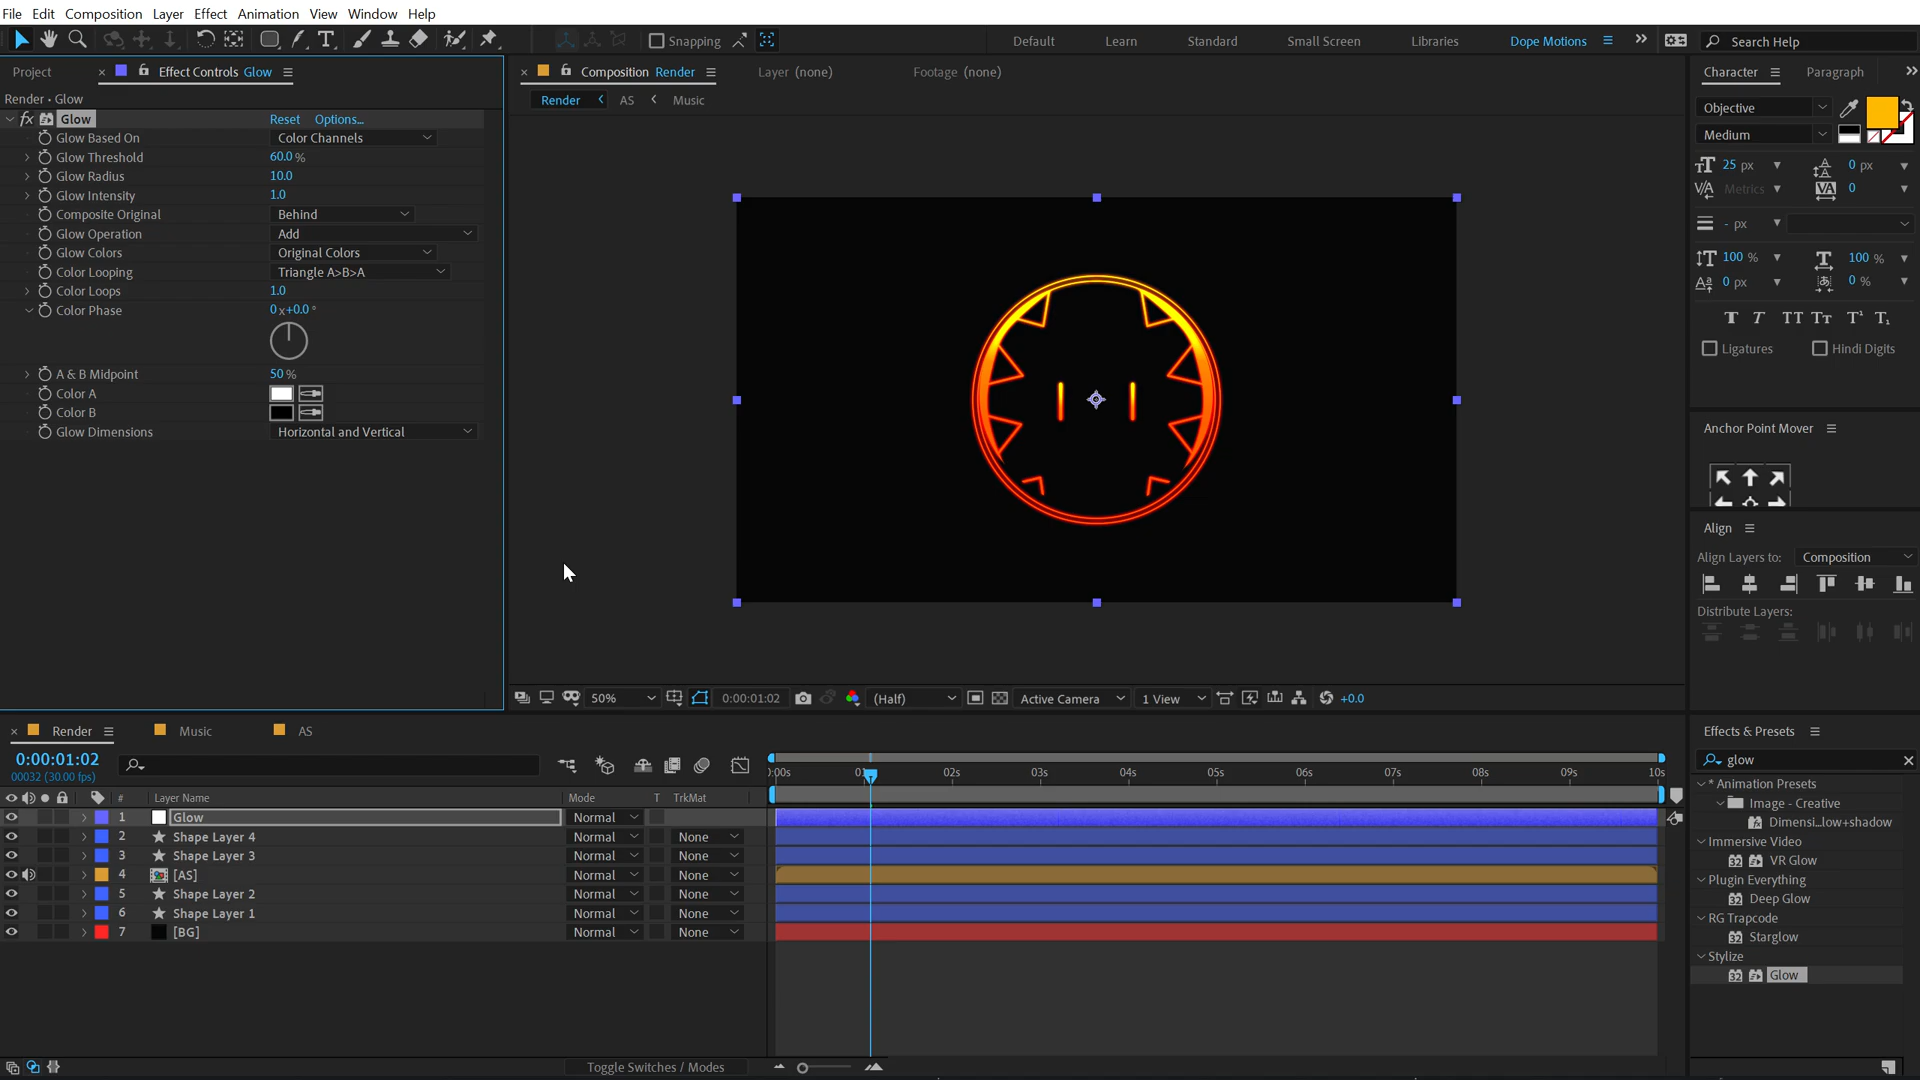 File Edit Composition Layer Effect Animation View Window Help
Snapping Default Learn Standard Small Screen Libraries Dope Motions Search Help
Project Effect Controls Glow
Render • Glow
fx Glow Reset Options...
Glow Based On Color Channels
Glow Threshold 60.0 %
Glow Radius 10.0
Glow Intensity 1.0
Composite Original Behind
Glow Operation Add
Glow Colors Original Colors
Color Looping Triangle A>B>A
Color Loops 1.0
Color Phase 0 x+0.0 °
A & B Midpoint 50 %
Color A
Color B
Glow Dimensions Horizontal and Vertical
Composition Render Layer (none) Footage (none)
Render AS Music
50% 0:00:01:02 (Half) Active Camera 1 View +0.0
Character Paragraph
Objective
Medium
25 px 0 px
Metrics 0
- px
100 % 100 %
0 px 0 %
T T TT Tt T¹ T₁
Ligatures Hindi Digits
Anchor Point Mover
Align
Align Layers to: Composition
Distribute Layers:
Effects & Presets
glow
* Animation Presets
Image - Creative
Dimensi...low+shadow
Immersive Video
32 VR Glow
Plugin Everything
32 Deep Glow
RG Trapcode
32 Starglow
Stylize
32 Glow
Render Music AS
0:00:01:02
00032 (30.00 fps)
:00s 01 02s 03s 04s 05s 06s 07s 08s 09s 10s
# Layer Name Mode T TrkMat
1 Glow Normal
2 Shape Layer 4 Normal None
3 Shape Layer 3 Normal None
4 [AS] Normal None
5 Shape Layer 2 Normal None
6 Shape Layer 1 Normal None
7 [BG] Normal None
Toggle Switches / Modes